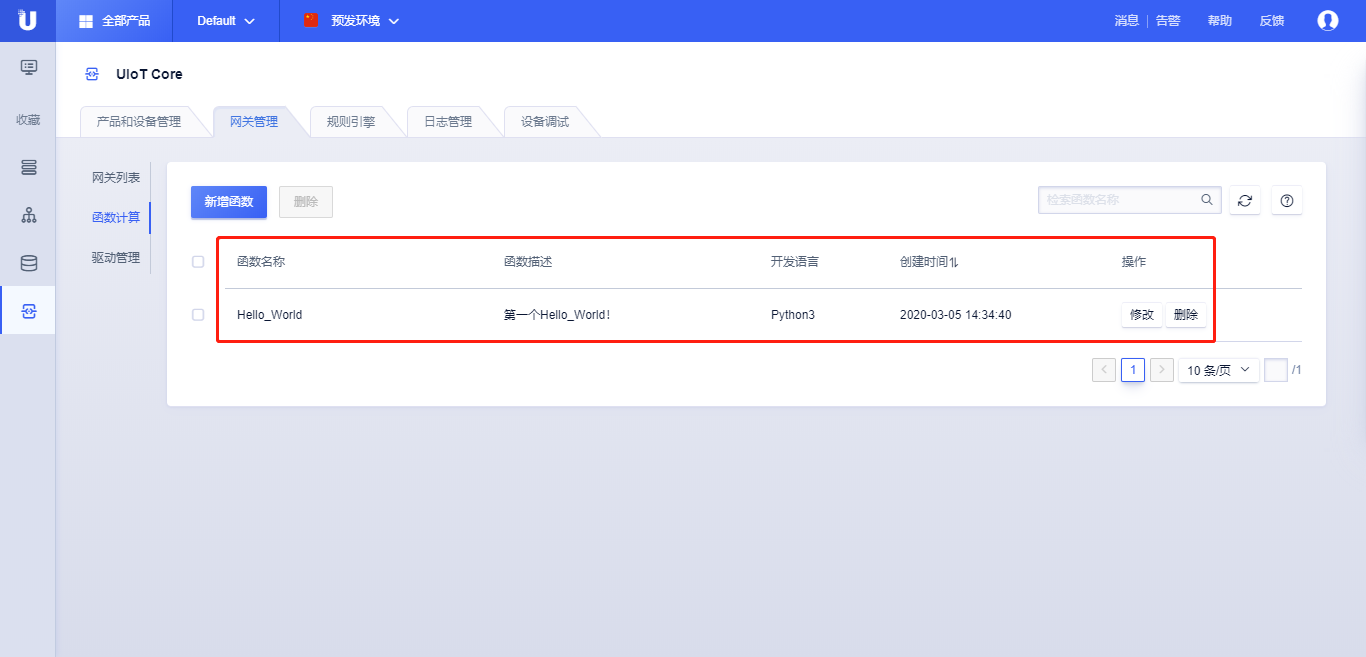 U 全部产品 Default 预发环境 消息 告警 帮助 反馈
UIoT Core
收藏
产品和设备管理 网关管理 规则引擎 日志管理 设备调试
网关列表
函数计算
驱动管理
新增函数 删除 检索函数名称
函数名称 函数描述 开发语言 创建时间 操作
Hello_World 第一个Hello_World! Python3 2020-03-05 14:34:40 修改 删除
1 10 条/页 /1